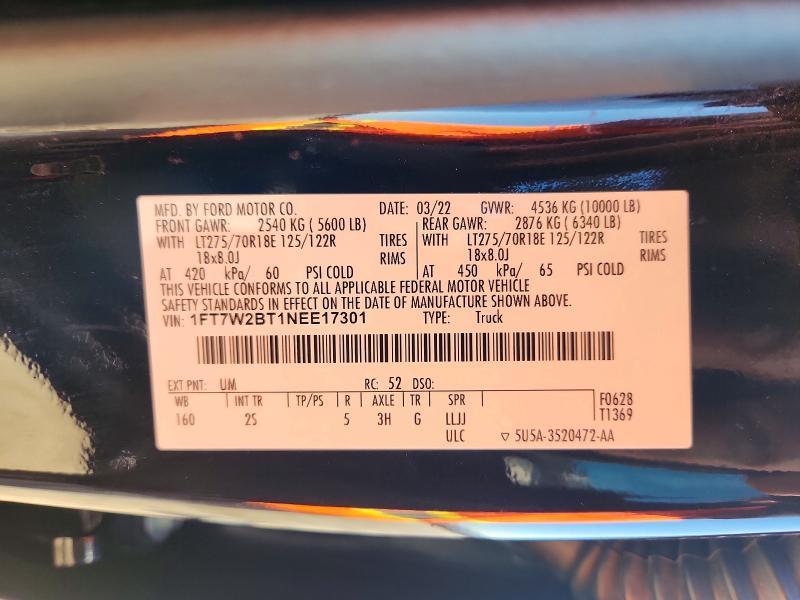 MFD. BY FORD MOTOR CO. DATE: 03/22 GVWR: 4536 KG (10000 LB)
FRONT GAWR: 2540 KG ( 5600 LB) REAR GAWR: 2876 KG ( 6340 LB)
WITH LT275/70R18E 125/122R TIRES WITH LT275/70R18E 125/122R TIRES
18x8.0J RIMS 18x8.0J RIMS
AT 420 kPa/ 60 PSI COLD AT 450 kPa/ 65 PSI COLD
THIS VEHICLE CONFORMS TO ALL APPLICABLE FEDERAL MOTOR VEHICLE
SAFETY STANDARDS IN EFFECT ON THE DATE OF MANUFACTURE SHOWN ABOVE.
VIN: 1FT7W2BT1NEE17301 TYPE: Truck
EXT PNT: UM RC: 52 DSO:
WB INT TR TP/PS R AXLE TR SPR F0628
160 2S 5 3H G LLJJ T1369
ULC ▽ 5U5A-3520472-AA